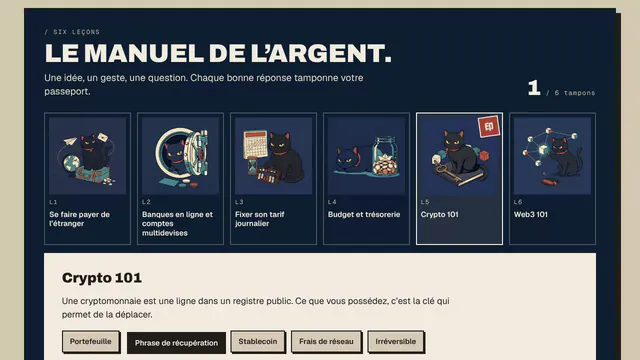 / SIX LEÇONS
LE MANUEL DE L'ARGENT.
Une idée, un geste, une question. Chaque bonne réponse tamponne votre
passeport.
1 / 6 tampons
L1
Se faire payer de
l'étranger
L2
Banques en ligne et
comptes
multidevises
L3
Fixer son tarif
journalier
L4
Budget et trésorerie
L5
Crypto 101
L6
Web3 101
Crypto 101
Une cryptomonnaie est une ligne dans un registre public. Ce que vous possédez, c'est la clé qui
permet de la déplacer.
Portefeuille
Phrase de récupération
Stablecoin
Frais de réseau
Irréversible